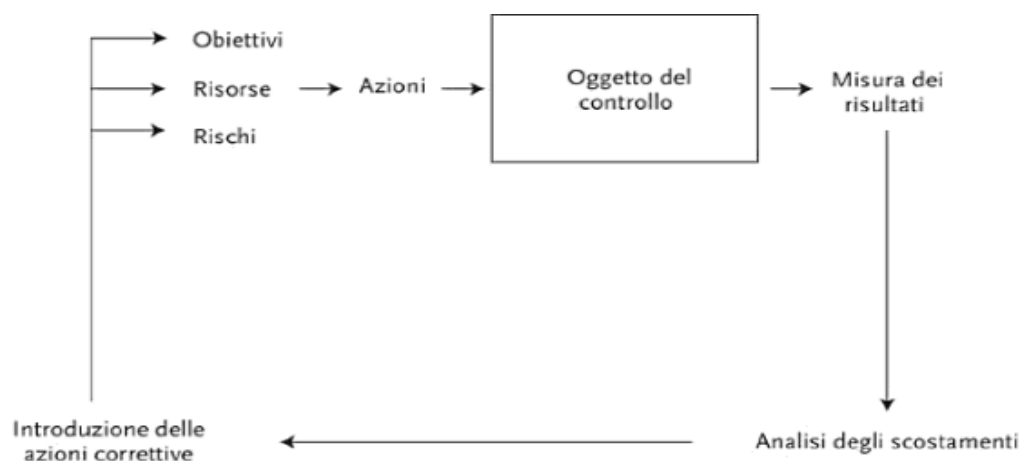 Obiettivi
Risorse
Azioni
Rischi
Oggetto del
controllo
Misura dei
risultati
Analisi degli scostamenti
Introduzione delle
azioni correttive